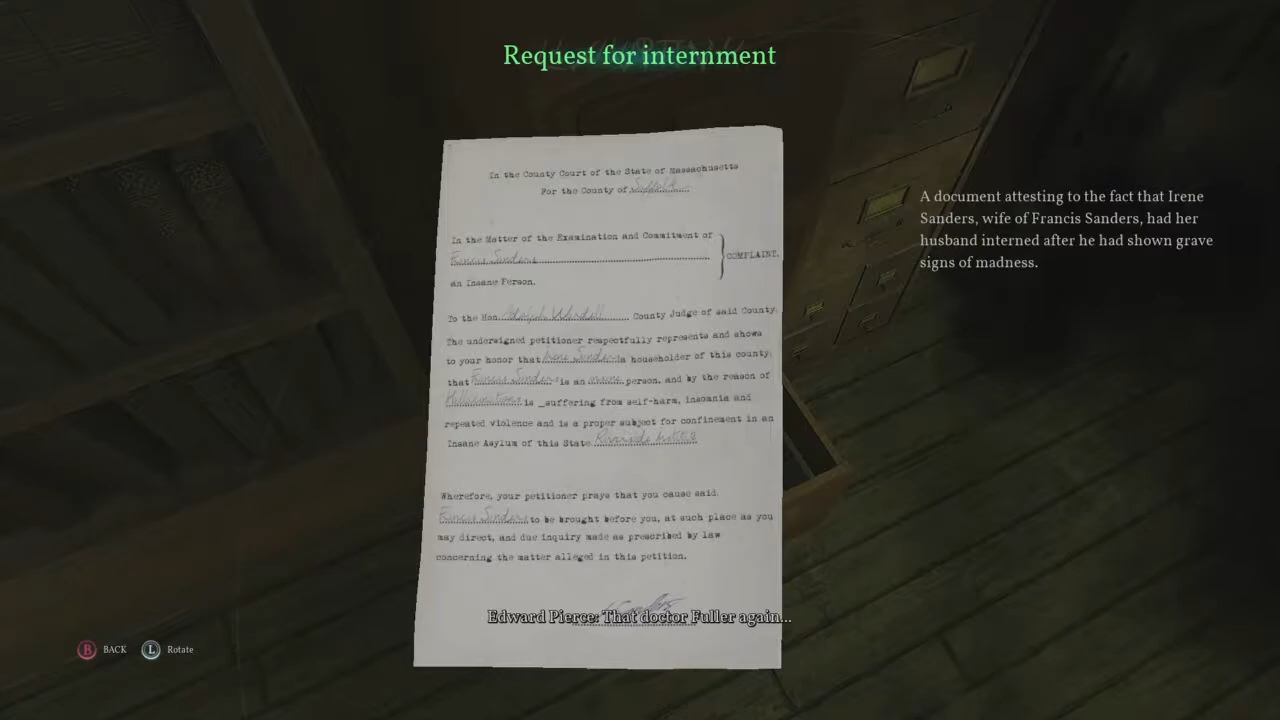 Request for internment
In the County Court of the State of Massachusetts
For the County of Suffolk
In the Matter of the Examination and Commitment of
Francis Sanders
COMPLAINT.
an Insane Person.
To the Hon. County Judge of said County
The undersigned petitioner respectfully represents and shows
to your honor that Irene Sanders a householder of this county
that Francis Sanders is an insane person, and by the reason of
Hallucinations is _suffering from self-harm, insomnia and
repeated violence and is a proper subject for confinement in an
Insane Asylum of this State
Wherefore, your petitioner prays that you cause said.
Francis Sanders to be brought before you, at such place as you
may direct, and due inquiry made as prescribed by law
concerning the matter alleged in this petition.
A document attesting to the fact that Irene
Sanders, wife of Francis Sanders, had her
husband interned after he had shown grave
signs of madness.
Edward Pierce: That doctor Fuller again...
B BACK L Rotate